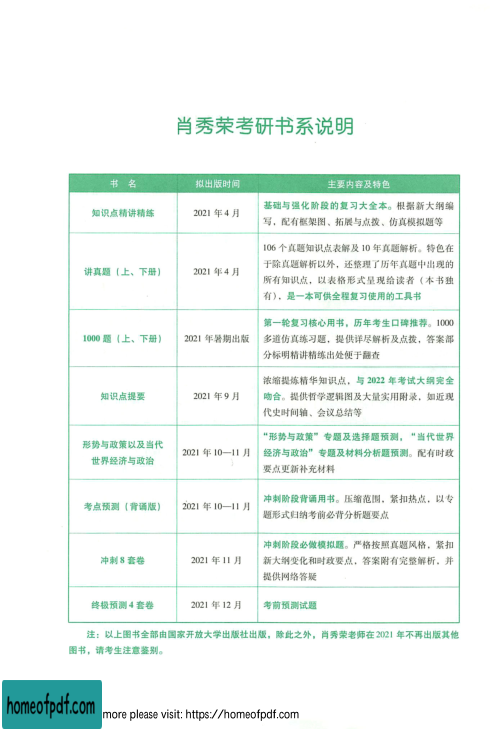 肖秀荣考研书系说明
书 名 拟出版时间 主要内容及特色
知识点精讲精练 2021 年 4 月 基础与强化阶段的复习大全本。根据新大纲编
写,配有框架图、拓展与点拨、仿真模拟题等
讲真题(上、下册) 2021 年 4 月 106 个真题知识点表解及 10 年真题解析。特色在
于除真题解析以外,还整理了历年真题中出现的
所有知识点,以表格形式呈现给读者(本书独
有),是一本可供全程复习使用的工具书
1000 题(上、下册) 2021 年暑期出版 第一轮复习核心用书,历年考生口碑推荐。1000
多道仿真练习题,提供详尽解析及点拨,答案部
分标明精讲精练出处便于翻查
知识点提要 2021 年 9 月 浓缩提炼精华知识点,与 2022 年考试大纲完全
吻合。提供哲学逻辑图及大量实用附录,如近现
代史时间轴、会议总结等
形势与政策以及当代
世界经济与政治 2021 年 10—11 月 “形势与政策”专题及选择题预测,“当代世界
经济与政治”专题及材料分析题预测。配有时政
要点更新补充材料
考点预测(背诵版) 2021 年 10—11 月 冲刺阶段背诵用书。压缩范围,紧扣热点,以专
题形式归纳考前必背分析题要点
冲刺 8 套卷 2021 年 11 月 冲刺阶段必做模拟题。严格按照真题风格,紧扣
新大纲变化和时政要点,答案附有完整解析,并
提供网络答疑
终极预测 4 套卷 2021 年 12 月 考前预测试题
注:以上图书全部由国家开放大学出版社出版,除此之外,肖秀荣老师在 2021 年不再出版其他
图书,请考生注意鉴别。
homeofpdf.com
more please visit: https://homeofpdf.com